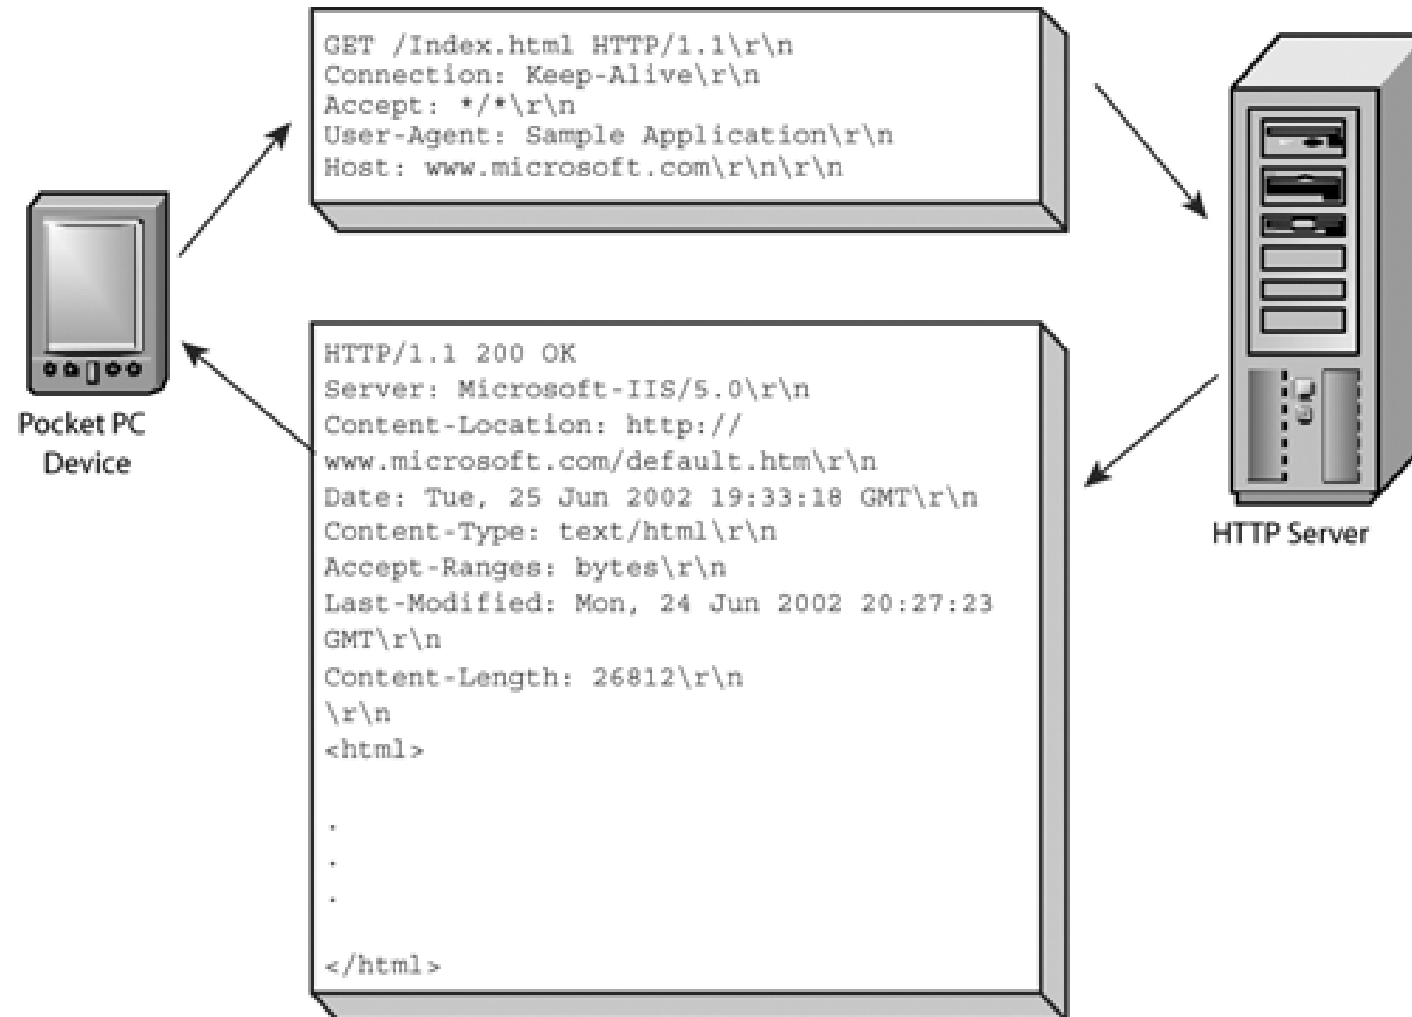 GET /Index.html HTTP/1.1\r\n
Connection: Keep-Alive\r\n
Accept: */*\r\n
User-Agent: Sample Application\r\n
Host: www.microsoft.com\r\n\r\n
Pocket PC
Device
HTTP/1.1 200 OK
Server: Microsoft-IIS/5.0\r\n
Content-Location: http://
www.microsoft.com/default.htm\r\n
Date: Tue, 25 Jun 2002 19:33:18 GMT\r\n
Content-Type: text/html\r\n
Accept-Ranges: bytes\r\n
Last-Modified: Mon, 24 Jun 2002 20:27:23
GMT\r\n
Content-Length: 26812\r\n
\r\n
<html>
.
.
.
</html>
HTTP Server